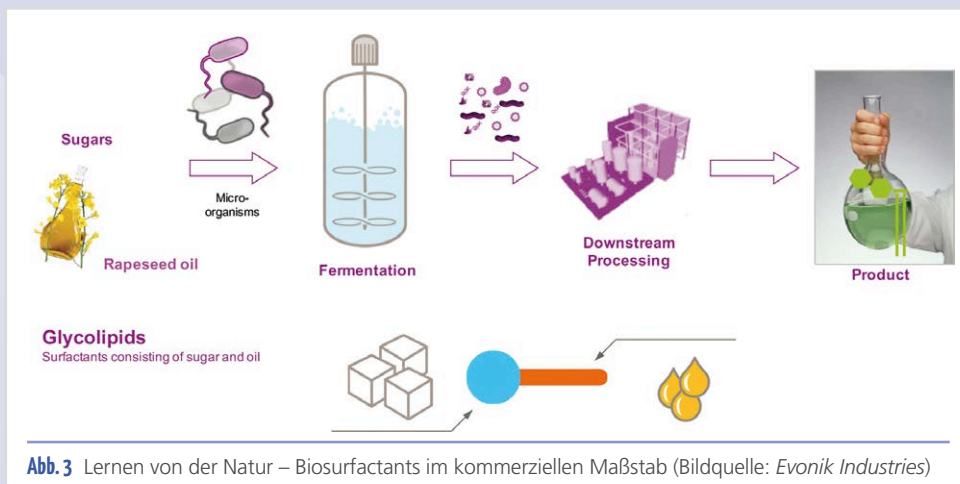 Sugars
Rapeseed oil
Micro-
organisms
Fermentation
Downstream
Processing
Product
Glycolipids
Surfactants consisting of sugar and oil
Abb. 3 Lernen von der Natur – Biosurfactants im kommerziellen Maßstab (Bildquelle: Evonik Industries)